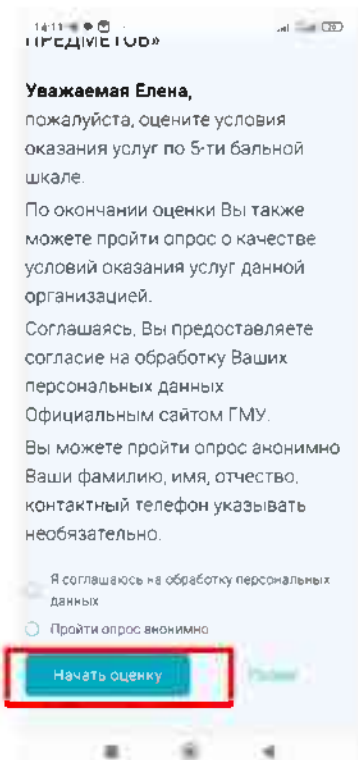 14:11
ПРЕДМЕТОВ»
Уважаемая Елена,
пожалуйста, оцените условия
оказания услуг по 5-ти бальной
шкале.
По окончании оценки Вы также
можете пройти опрос о качестве
условий оказания услуг данной
организацией.
Соглашаясь, Вы предоставляете
согласие на обработку Ваших
персональных данных
Официальным сайтом ГМУ.
Вы можете пройти опрос анонимно
Ваши фамилию, имя, отчество,
контактный телефон указывать
необязательно.
Я соглашаюсь на обработку персональных
данных
Пройти опрос анонимно
Начать оценку